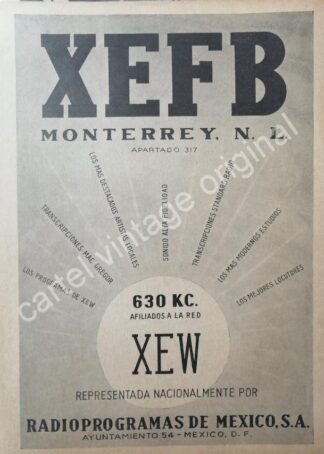 XEFB
MONTERREY, N. L.
APARTADO 317
LOS PROGRAMAS DE XEW
TRANSCRIPCIONES MAC GREGOR
LOS MAS DESTACADOS ARTISTAS LOCALES
SONIDO ALTA FIDELIDAD
TRANSCRIPCIONES STANDARD RADIO
LOS MAS MODERNOS ESTUDIOS
LOS MEJORES LOCUTORES
cartel vintage original
630 KC.
AFILIADOS A LA RED
XEW
REPRESENTADA NACIONALMENTE POR
RADIOPROGRAMAS DE MEXICO, S.A.
AYUNTAMIENTO 54 - MEXICO, D. F.